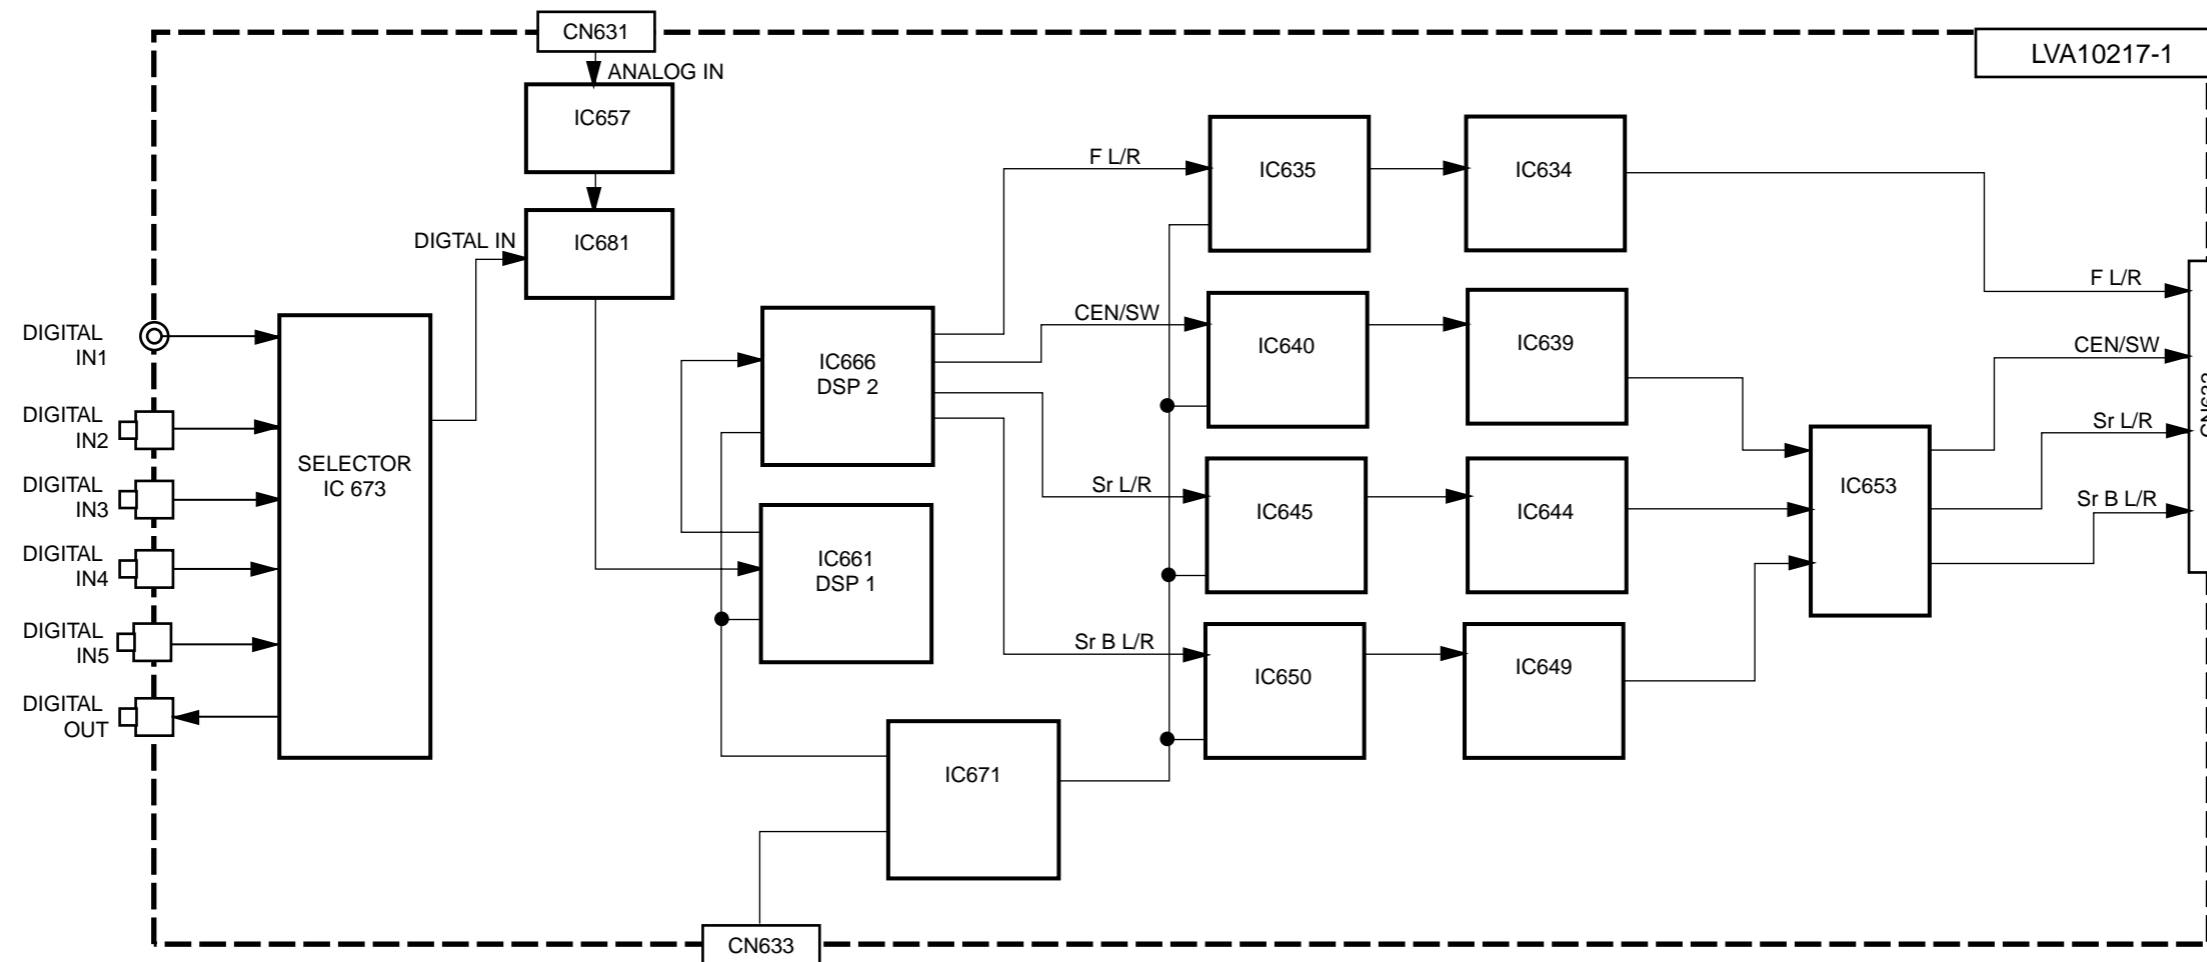 CN631
LVA10217-1
ANALOG IN
IC657
F L/R
IC635
IC634
DIGTAL IN
IC681
F L/R
CEN/SW
IC640
IC639
CEN/SW
DIGITAL
IN1
IC666
DSP 2
DIGITAL
IN2
SELECTOR
IC 673
Sr L/R
DIGITAL
IN3
Sr L/R
IC645
IC644
IC653
Sr B L/R
DIGITAL
IN4
IC661
DSP 1
DIGITAL
IN5
Sr B L/R
IC650
IC649
DIGITAL
OUT
IC671
CN633